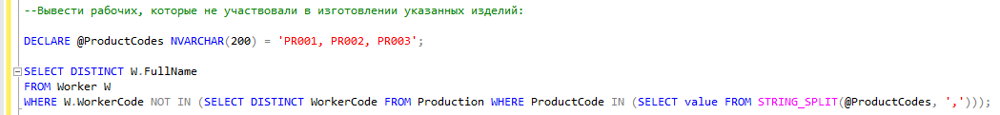 --Вывести рабочих, которые не участвовали в изготовлении указанных изделий:
DECLARE @ProductCodes NVARCHAR(200) = 'PR001, PR002, PR003';
SELECT DISTINCT W.FullName
FROM Worker W
WHERE W.WorkerCode NOT IN (SELECT DISTINCT WorkerCode FROM Production WHERE ProductCode IN (SELECT value FROM STRING_SPLIT(@ProductCodes, ',')));